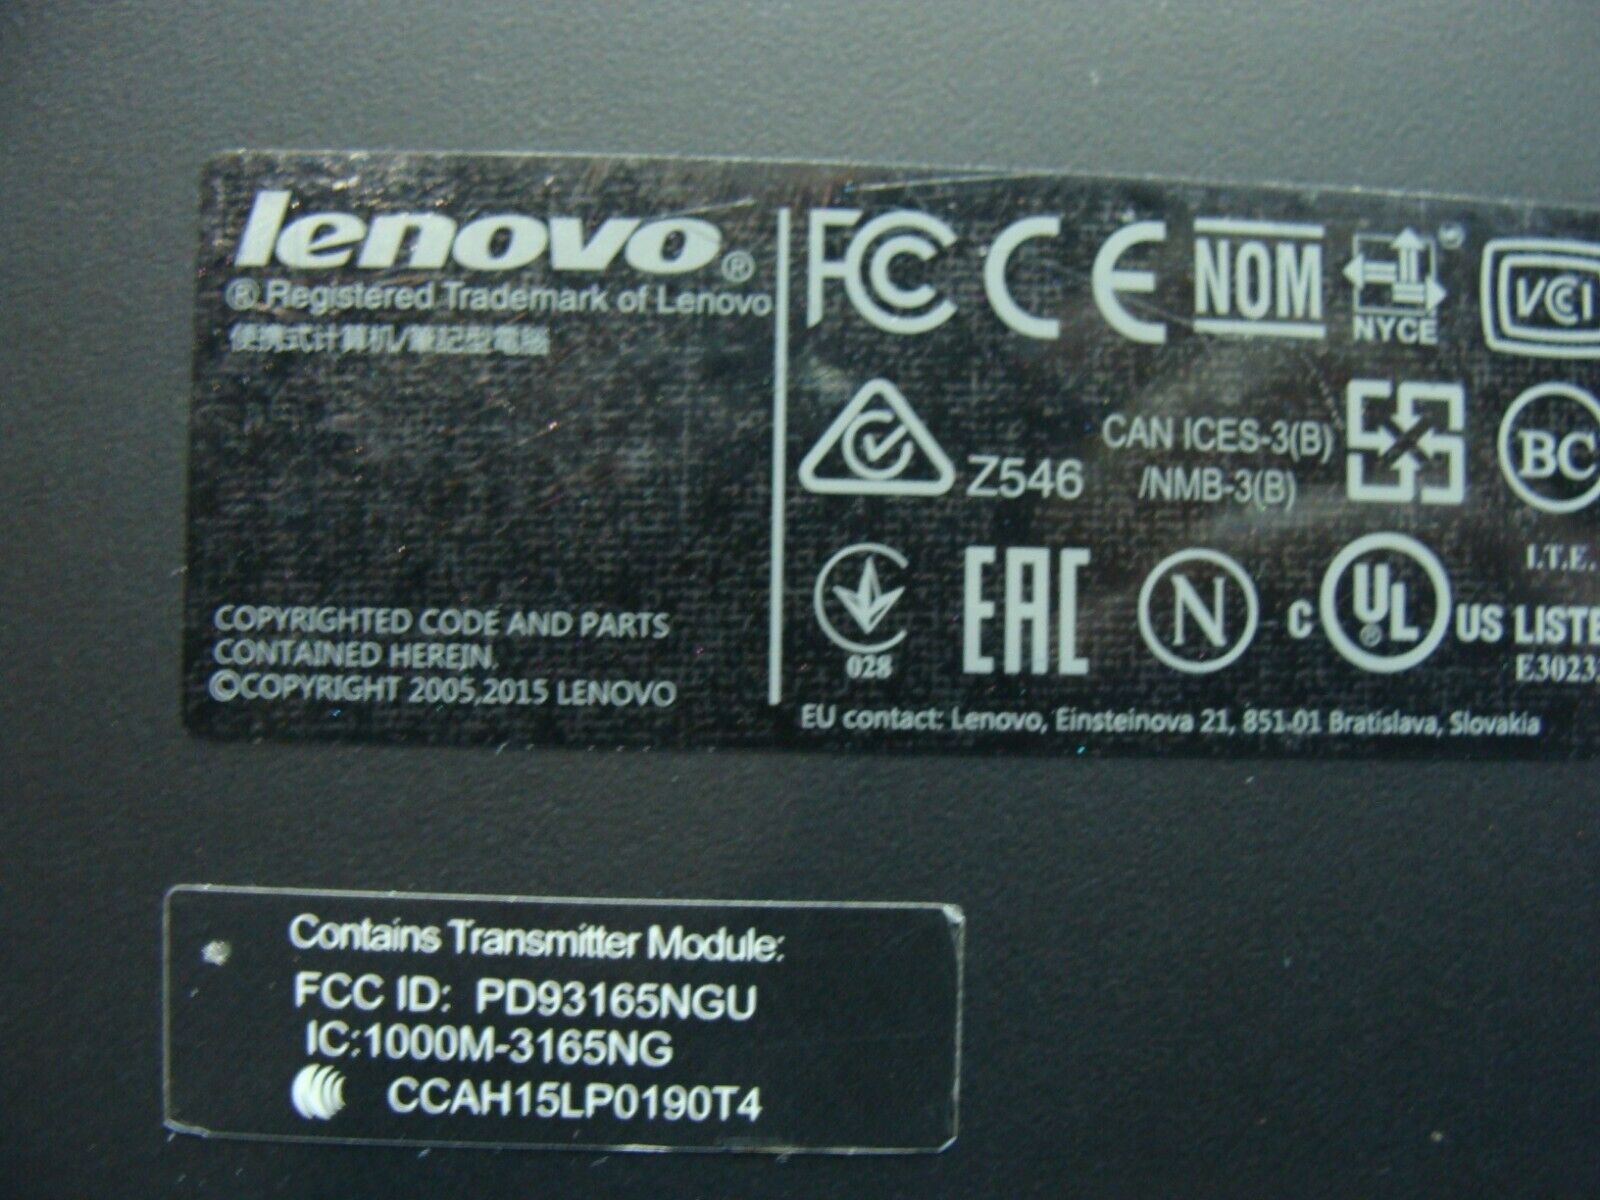 lenovo®
® Registered Trademark of Lenovo
便携式计算机/筆記型電腦
COPYRIGHTED CODE AND PARTS
CONTAINED HEREIN.
©COPYRIGHT 2005,2015 LENOVO
FC CE NOM NYCE VCCI
Z546 CAN ICES-3(B)
/NMB-3(B) BC
028 EAC N C UL® US LISTE
I.T.E.
E3023
EU contact: Lenovo, Einsteinova 21, 851 01 Bratislava, Slovakia
Contains Transmitter Module:
FCC ID: PD93165NGU
IC:1000M-3165NG
CCAH15LP0190T4